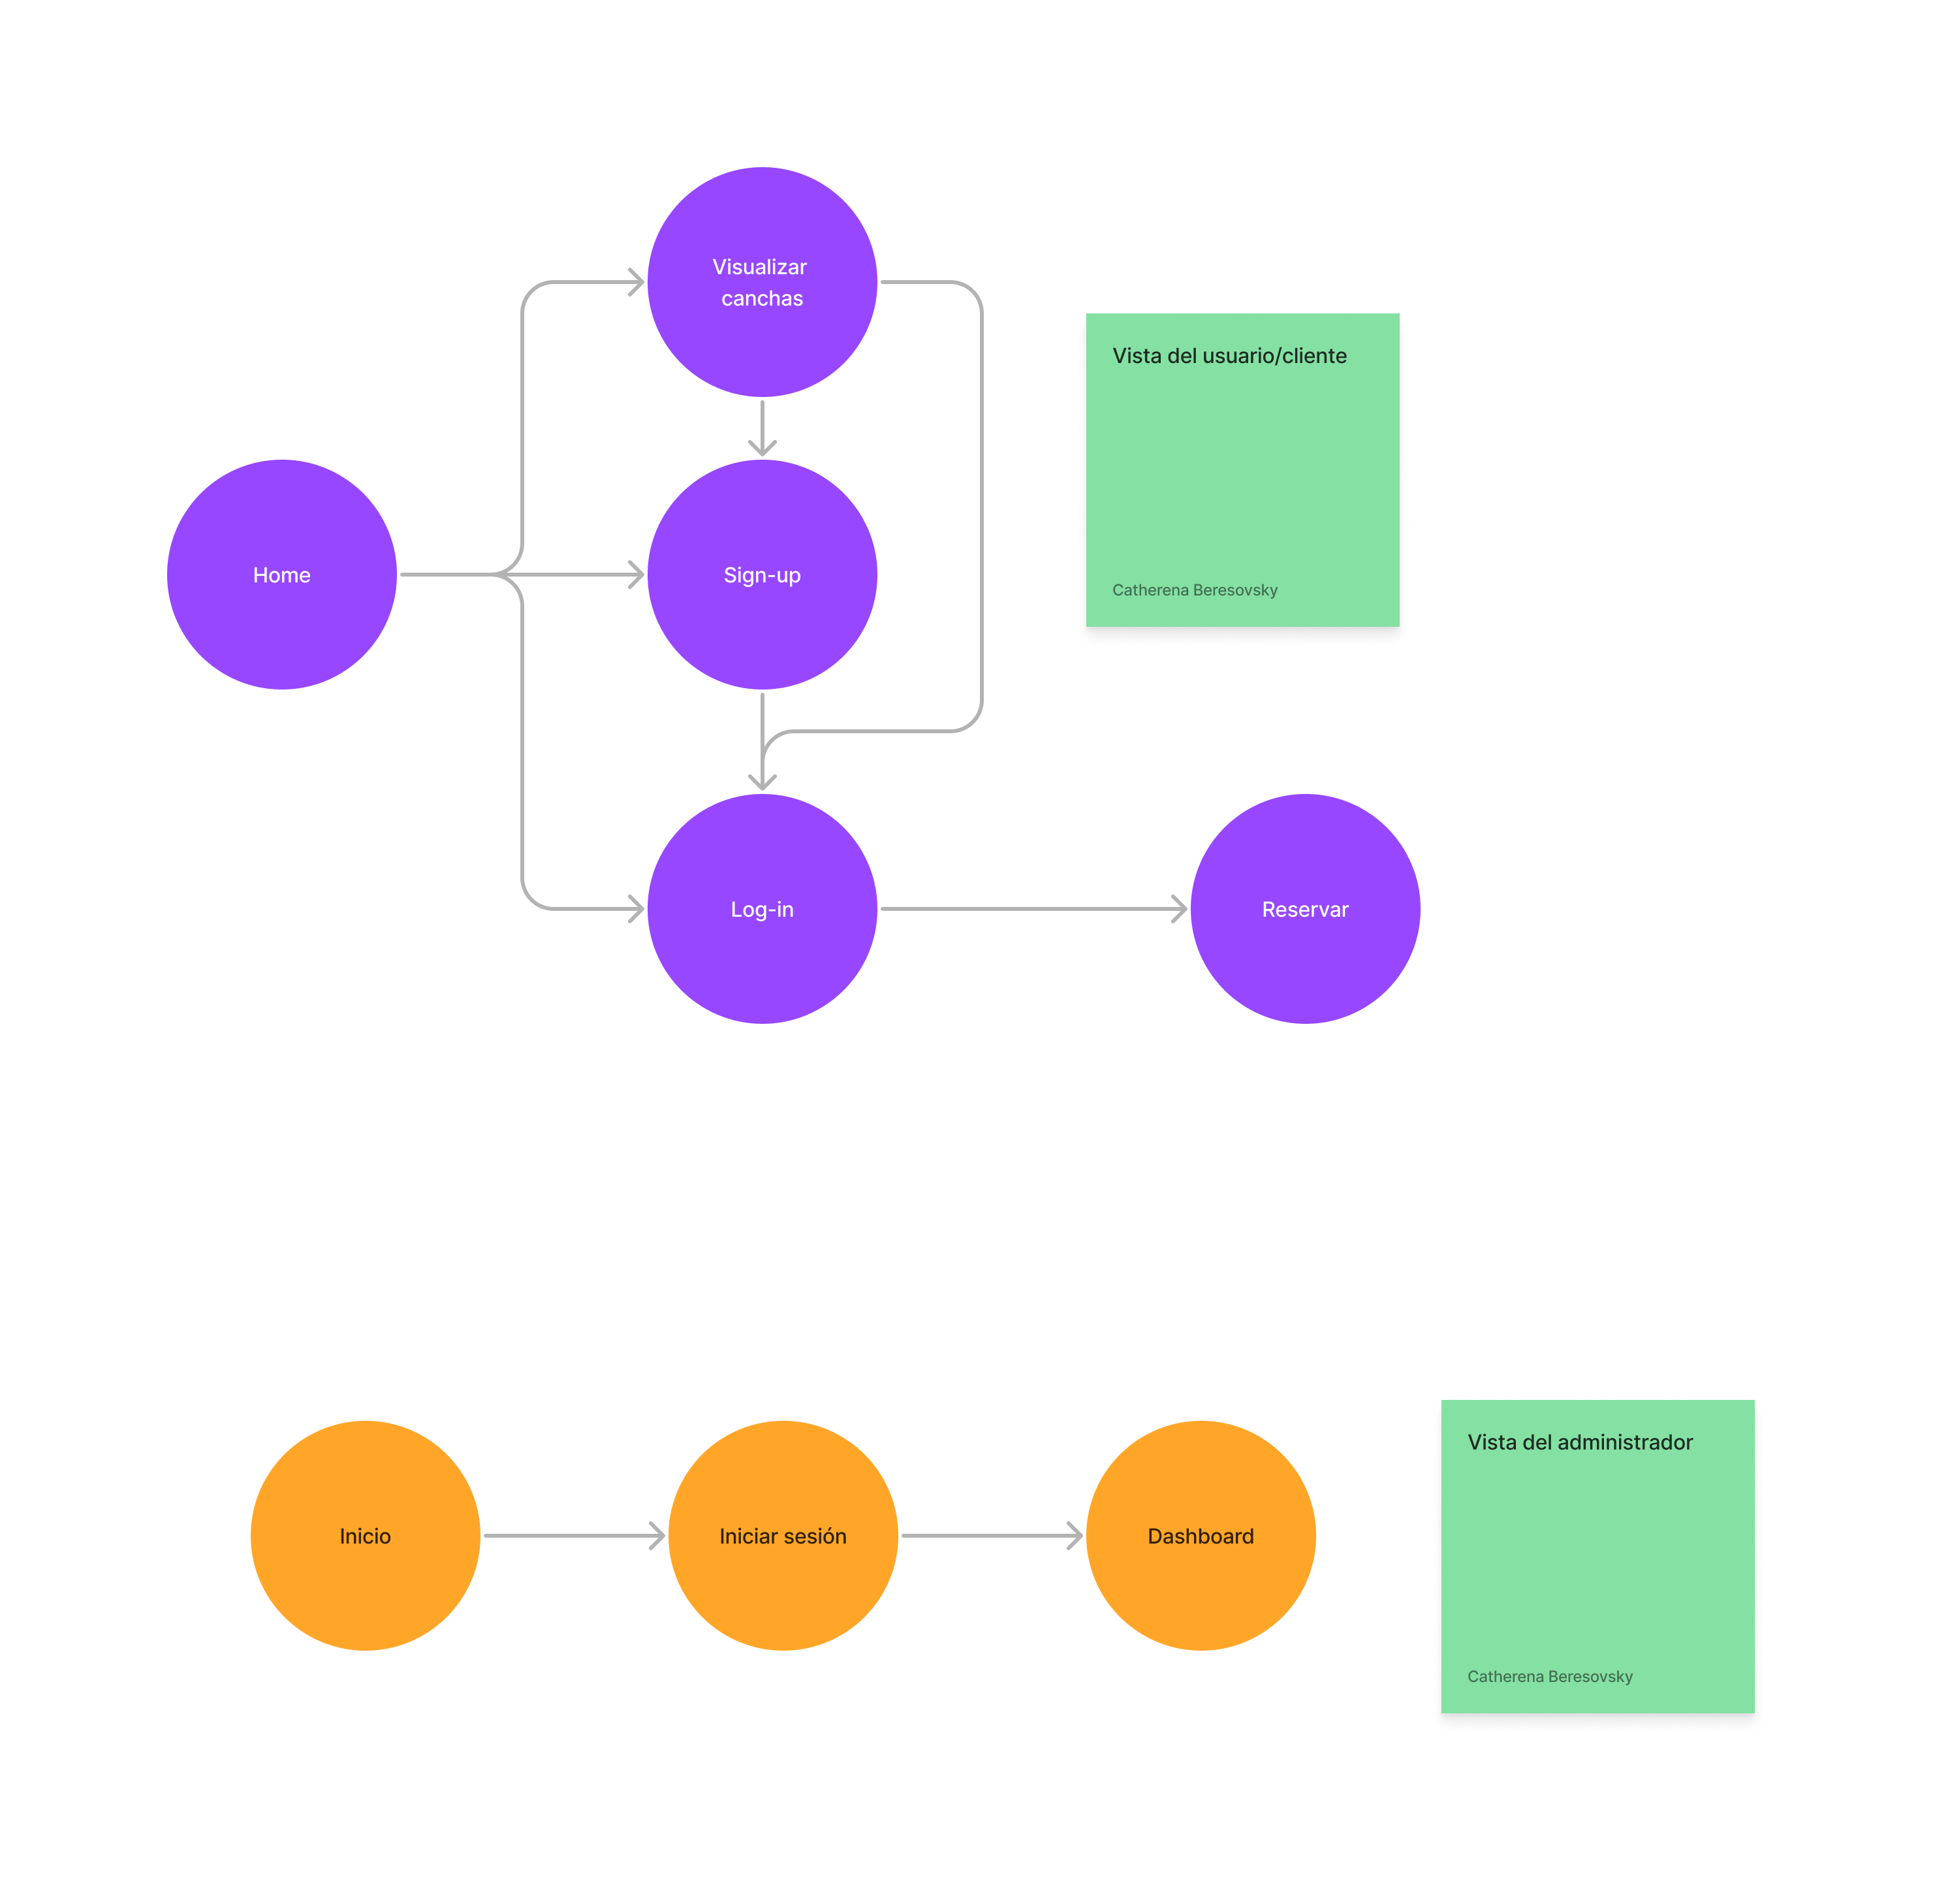 Visualizar
canchas
Vista del usuario/cliente
Home
Sign-up
Catherena Beresovsky
Log-in
Reservar
Vista del administrador
Inicio
Iniciar sesión
Dashboard
Catherena Beresovsky